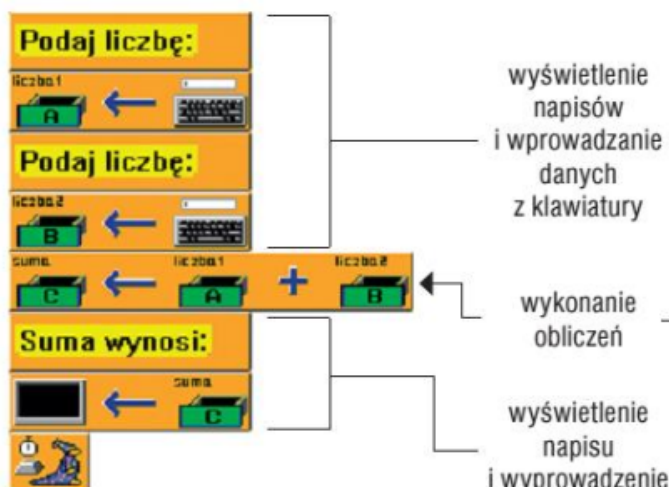 Podaj liczbę:
liczba1
A
Podaj liczbę:
liczba2
B
suma liczba1 liczba2
C A + B
Suma wynosi:
suma
C
wyświetlenie
napisów
i wprowadzanie
danych
z klawiatury
wykonanie
obliczeń
wyświetlenie
napisu
i wyprowadzenie